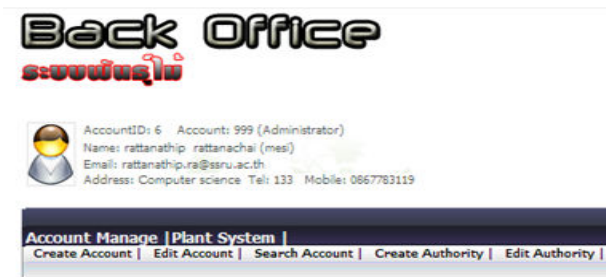 Back Office
ระบบพันธุ์ไม้
AccountID: 6 Account: 999 (Administrator)
Name: rattanathip rattanachai (mesi)
Email: rattanathip.ra@ssru.ac.th
Address: Computer science Tel: 133 Mobile: 0867783119
Account Manage | Plant System |
Create Account | Edit Account | Search Account | Create Authority | Edit Authority |